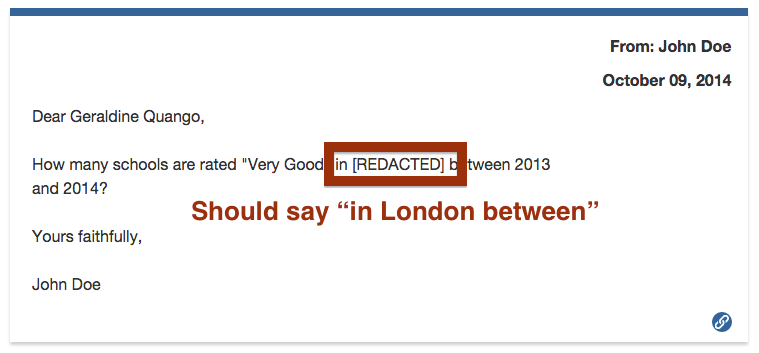 From: John Doe
October 09, 2014
Dear Geraldine Quango,
How many schools are rated "Very Good in [REDACTED] between 2013
and 2014?
Should say “in London between”
Yours faithfully,
John Doe